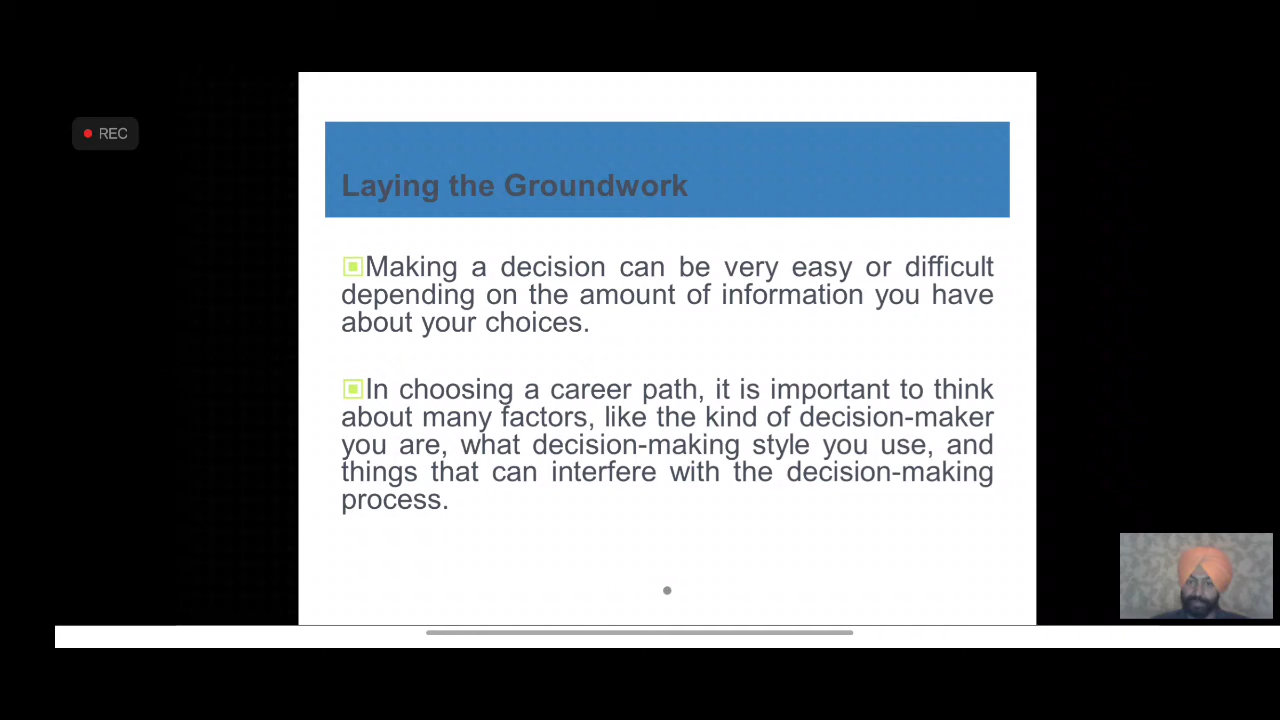 REC
Laying the Groundwork
Making a decision can be very easy or difficult
depending on the amount of information you have
about your choices.
In choosing a career path, it is important to think
about many factors, like the kind of decision-maker
you are, what decision-making style you use, and
things that can interfere with the decision-making
process.